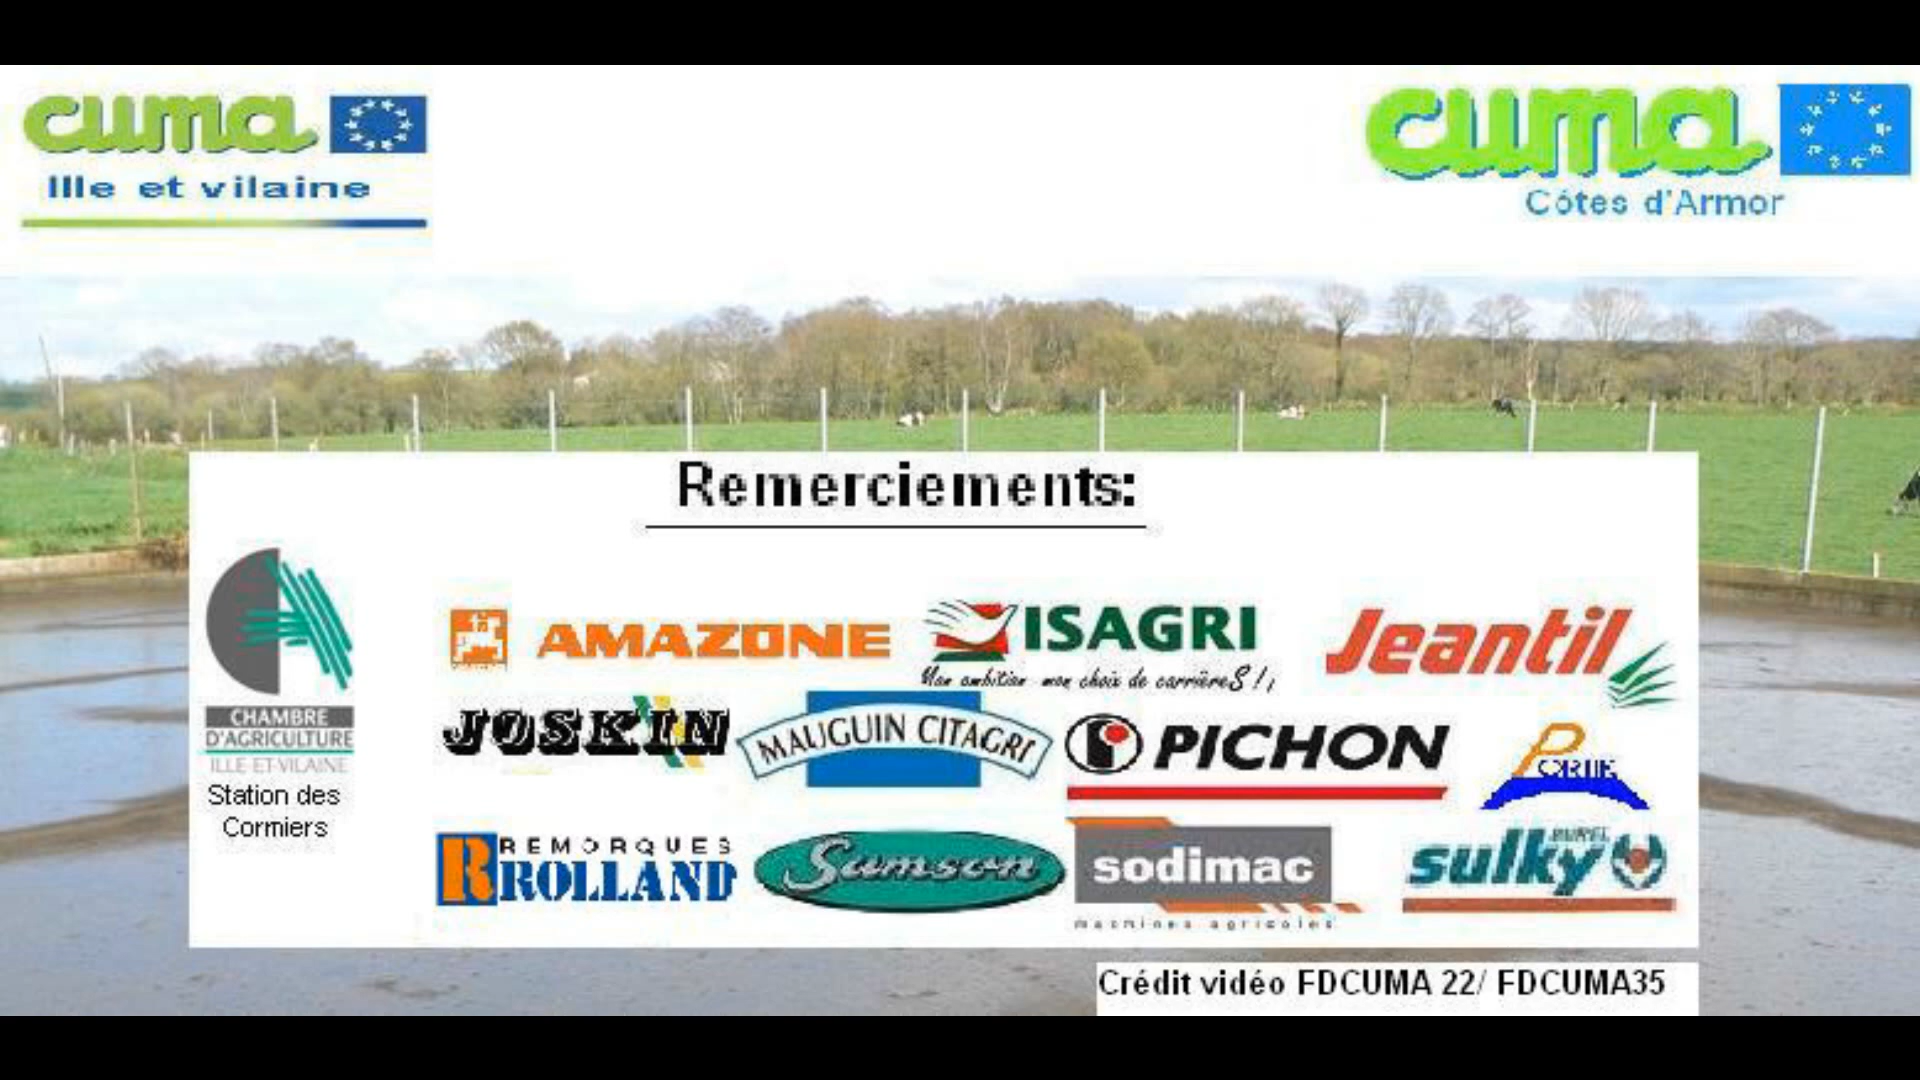 cuma
Ille et vilaine
cuma
Côtes d'Armor
Remerciements:
CHAMBRE
D'AGRICULTURE
ILLE ET VILAINE
Station des
Cormiers
AMAZONE
ISAGRI
Mon ambition mon choix de carrièreS !
Jeantil
JOSKIN
MAUGUIN CITAGRI
PICHON
REMORQUES
ROLLAND
Samson
sodimac
machines agricoles
BUREL
sulky
Crédit vidéo FDCUMA 22/ FDCUMA35